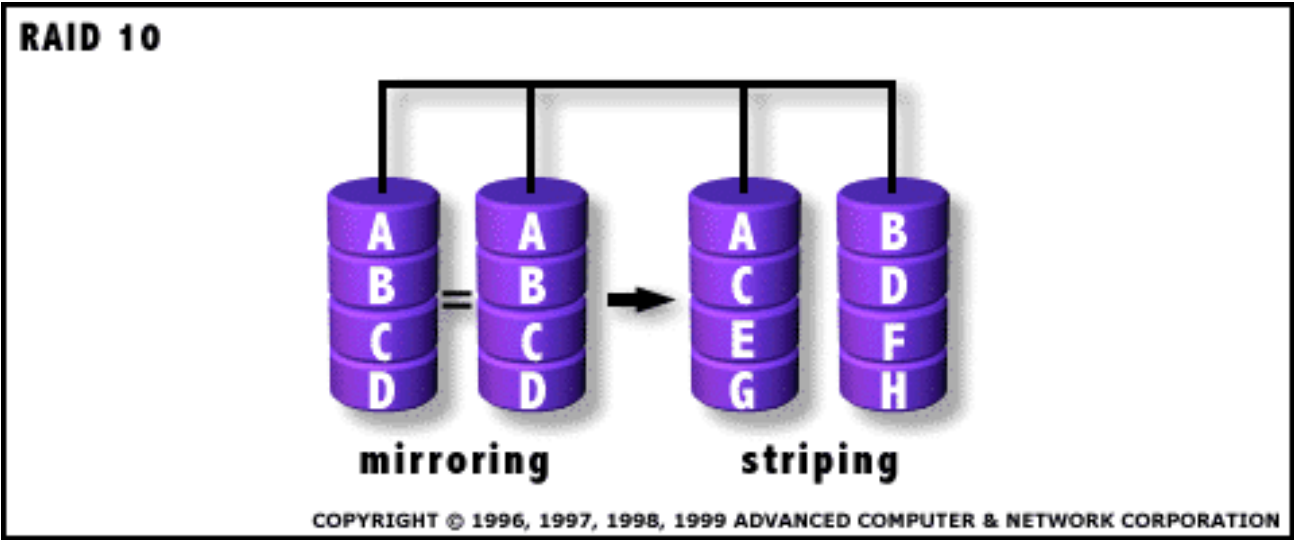 RAID 10
A A A B
B = B C D
C C E F
D D G H
mirroring striping
COPYRIGHT © 1996, 1997, 1998, 1999 ADVANCED COMPUTER & NETWORK CORPORATION